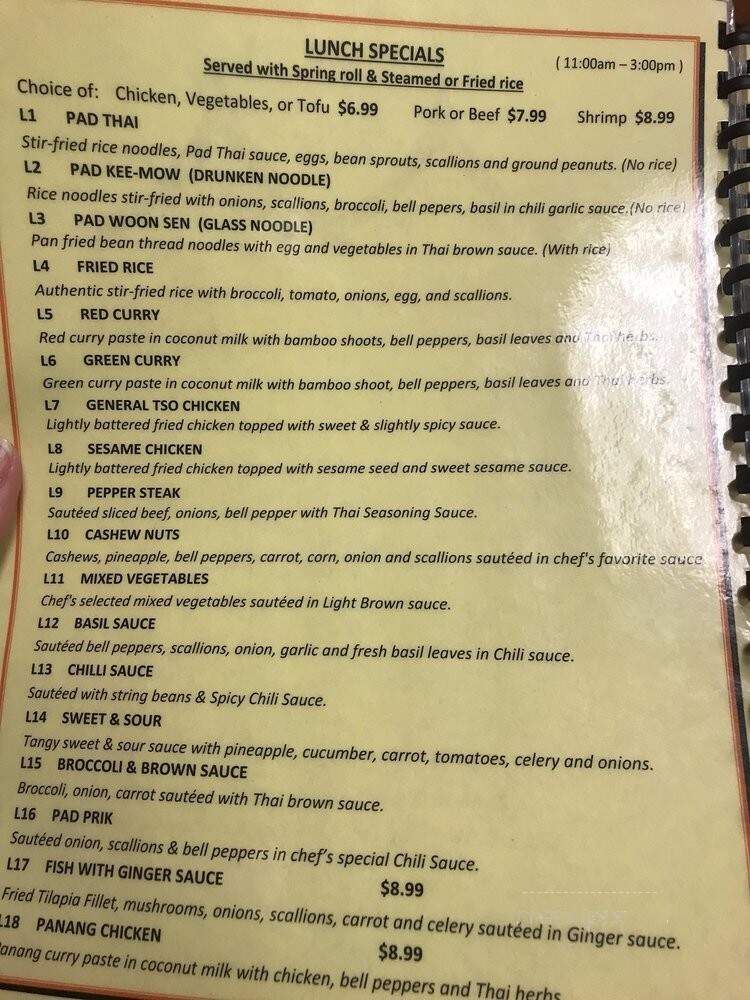 LUNCH SPECIALS
( 11:00am – 3:00pm )
Served with Spring roll & Steamed or Fried rice
Choice of: Chicken, Vegetables, or Tofu $6.99 Pork or Beef $7.99 Shrimp $8.99
L1 PAD THAI
Stir-fried rice noodles, Pad Thai sauce, eggs, bean sprouts, scallions and ground peanuts. (No rice)
L2 PAD KEE-MOW (DRUNKEN NOODLE)
Rice noodles stir-fried with onions, scallions, broccoli, bell pepers, basil in chili garlic sauce.(No rice)
L3 PAD WOON SEN (GLASS NOODLE)
Pan fried bean thread noodles with egg and vegetables in Thai brown sauce. (With rice)
L4 FRIED RICE
Authentic stir-fried rice with broccoli, tomato, onions, egg, and scallions.
L5 RED CURRY
Red curry paste in coconut milk with bamboo shoots, bell peppers, basil leaves and Thai herbs.
L6 GREEN CURRY
Green curry paste in coconut milk with bamboo shoot, bell peppers, basil leaves and Thai herbs.
L7 GENERAL TSO CHICKEN
Lightly battered fried chicken topped with sweet & slightly spicy sauce.
L8 SESAME CHICKEN
Lightly battered fried chicken topped with sesame seed and sweet sesame sauce.
L9 PEPPER STEAK
Sautéed sliced beef, onions, bell pepper with Thai Seasoning Sauce.
L10 CASHEW NUTS
Cashews, pineapple, bell peppers, carrot, corn, onion and scallions sautéed in chef's favorite sauce
L11 MIXED VEGETABLES
Chef's selected mixed vegetables sautéed in Light Brown sauce.
L12 BASIL SAUCE
Sautéed bell peppers, scallions, onion, garlic and fresh basil leaves in Chili sauce.
L13 CHILLI SAUCE
Sautéed with string beans & Spicy Chili Sauce.
L14 SWEET & SOUR
Tangy sweet & sour sauce with pineapple, cucumber, carrot, tomatoes, celery and onions.
L15 BROCCOLI & BROWN SAUCE
Broccoli, onion, carrot sautéed with Thai brown sauce.
L16 PAD PRIK
Sautéed onion, scallions & bell peppers in chef's special Chili Sauce.
L17 FISH WITH GINGER SAUCE $8.99
Fried Tilapia Fillet, mushrooms, onions, scallions, carrot and celery sautéed in Ginger sauce.
L18 PANANG CHICKEN $8.99
Panang curry paste in coconut milk with chicken, bell peppers and Thai herbs